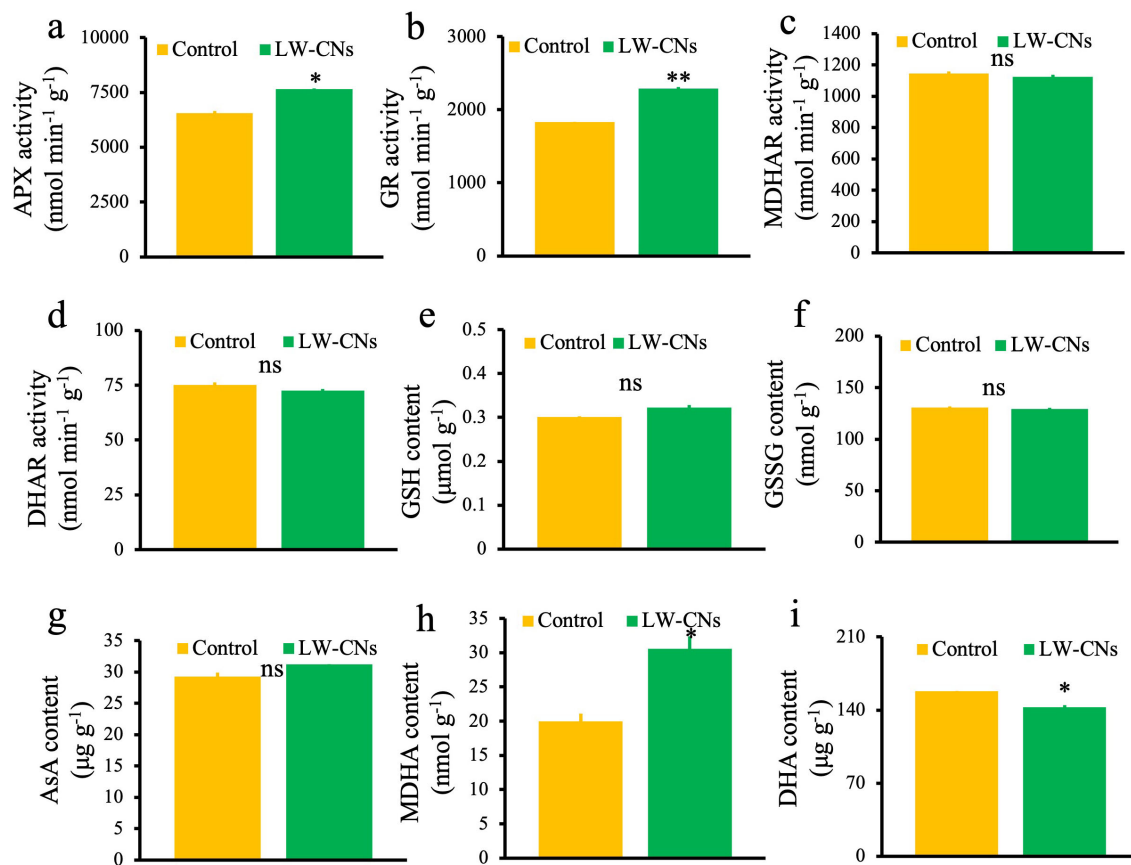 a
Control LW-CNs
APX activity
(nmol min⁻¹ g⁻¹)
10000
7500
5000
2500
0
*
b
Control LW-CNs
GR activity
(nmol min⁻¹ g⁻¹)
3000
2000
1000
0
**
c
Control LW-CNs
MDHAR activity
(nmol min⁻¹ g⁻¹)
1400
1200
1000
800
600
400
200
0
ns
d
Control LW-CNs
DHAR activity
(nmol min⁻¹ g⁻¹)
100
75
50
25
0
ns
e
Control LW-CNs
GSH content
(μmol g⁻¹)
0.5
0.4
0.3
0.2
0.1
0
ns
f
Control LW-CNs
GSSG content
(nmol g⁻¹)
200
150
100
50
0
ns
g
Control LW-CNs
AsA content
(μg g⁻¹)
35
30
25
20
15
10
5
0
ns
h
Control LW-CNs
MDHA content
(nmol g⁻¹)
35
30
25
20
15
10
5
0
*
i
Control LW-CNs
DHA content
(μg g⁻¹)
210
140
70
0
*